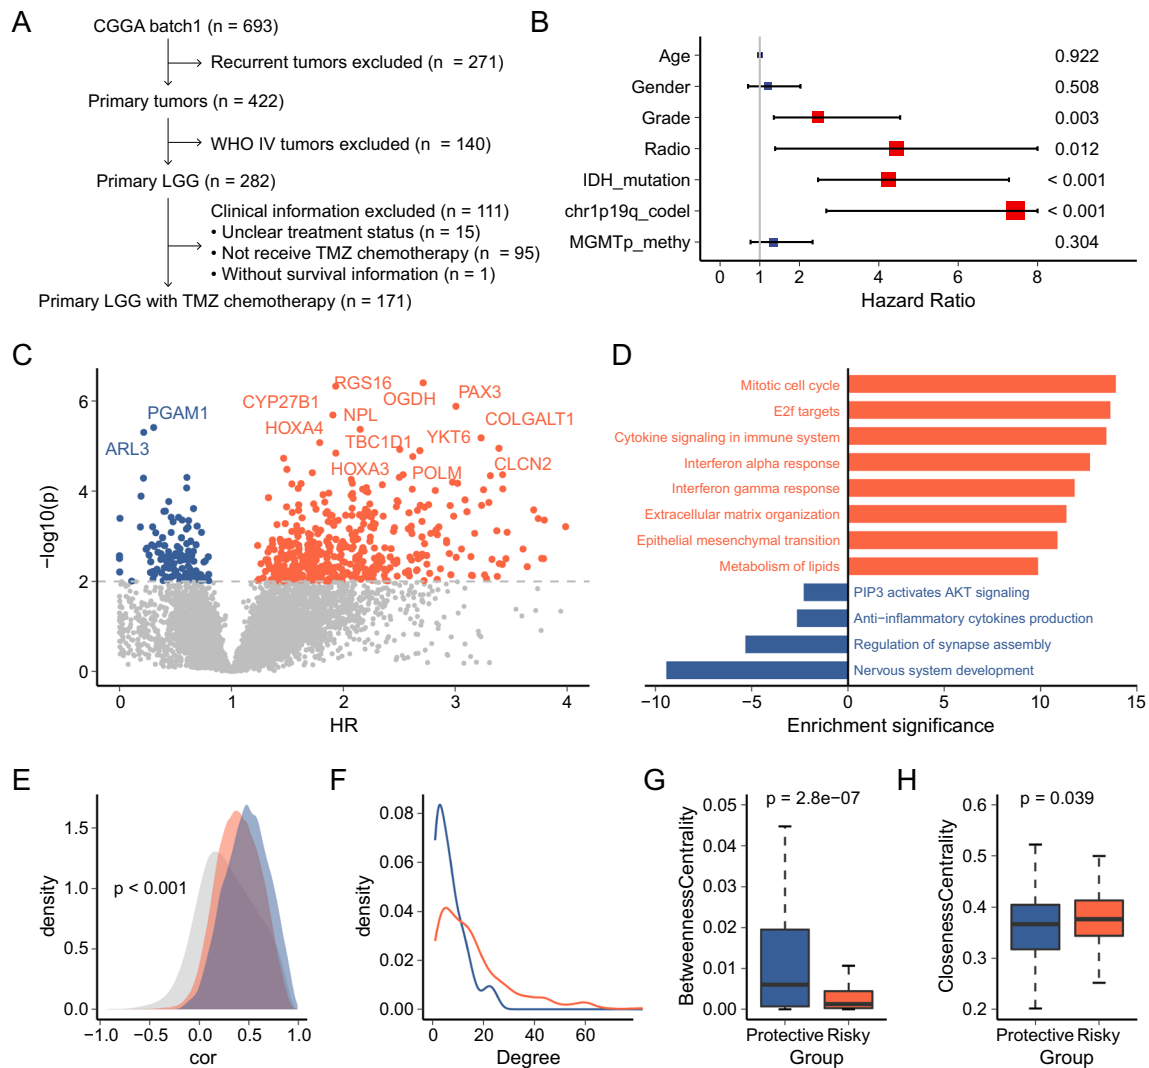 A
CGGA batch1 (n = 693)
Recurrent tumors excluded (n = 271)
Primary tumors (n = 422)
WHO IV tumors excluded (n = 140)
Primary LGG (n = 282)
Clinical information excluded (n = 111)
• Unclear treatment status (n = 15)
• Not receive TMZ chemotherapy (n = 95)
• Without survival information (n = 1)
Primary LGG with TMZ chemotherapy (n = 171)
B
Age 0.922
Gender 0.508
Grade 0.003
Radio 0.012
IDH_mutation < 0.001
chr1p19q_codel < 0.001
MGMTp_methy 0.304
0 1 2 4 6 8
Hazard Ratio
C
−log10(p)
6
4
2
0
RGS16
OGDH
PAX3
CYP27B1
NPL
COLGALT1
PGAM1
HOXA4
TBC1D1
YKT6
ARL3
HOXA3
POLM
CLCN2
0 1 2 3 4
HR
D
Mitotic cell cycle
E2f targets
Cytokine signaling in immune system
Interferon alpha response
Interferon gamma response
Extracellular matrix organization
Epithelial mesenchymal transition
Metabolism of lipids
PIP3 activates AKT signaling
Anti−inflammatory cytokines production
Regulation of synapse assembly
Nervous system development
−10 −5 0 5 10 15
Enrichment significance
E
density
1.5
1.0
0.5
0.0
p < 0.001
−1.0 −0.5 0.0 0.5 1.0
cor
F
density
0.08
0.06
0.04
0.02
0.00
0 20 40 60
Degree
G
BetweennessCentrality
0.05
0.04
0.03
0.02
0.01
0.00
p = 2.8e−07
Protective Risky
Group
H
ClosenessCentrality
0.6
0.5
0.4
0.3
0.2
p = 0.039
Protective Risky
Group